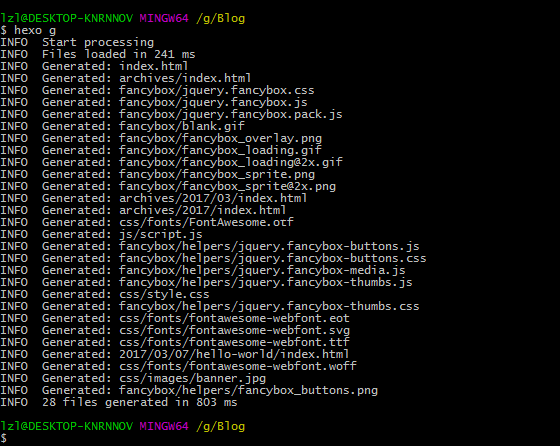 lzl@DESKTOP-KNRNNOV MINGW64 /g/Blog
$ hexo g
INFO  Start processing
INFO  Files loaded in 241 ms
INFO  Generated: index.html
INFO  Generated: archives/index.html
INFO  Generated: fancybox/jquery.fancybox.css
INFO  Generated: fancybox/jquery.fancybox.js
INFO  Generated: fancybox/jquery.fancybox.pack.js
INFO  Generated: fancybox/blank.gif
INFO  Generated: fancybox/fancybox_overlay.png
INFO  Generated: fancybox/fancybox_loading.gif
INFO  Generated: fancybox/fancybox_loading@2x.gif
INFO  Generated: fancybox/fancybox_sprite.png
INFO  Generated: fancybox/fancybox_sprite@2x.png
INFO  Generated: archives/2017/03/index.html
INFO  Generated: archives/2017/index.html
INFO  Generated: css/fonts/FontAwesome.otf
INFO  Generated: js/script.js
INFO  Generated: fancybox/helpers/jquery.fancybox-buttons.js
INFO  Generated: fancybox/helpers/jquery.fancybox-buttons.css
INFO  Generated: fancybox/helpers/jquery.fancybox-media.js
INFO  Generated: fancybox/helpers/jquery.fancybox-thumbs.js
INFO  Generated: css/style.css
INFO  Generated: fancybox/helpers/jquery.fancybox-thumbs.css
INFO  Generated: css/fonts/fontawesome-webfont.eot
INFO  Generated: css/fonts/fontawesome-webfont.svg
INFO  Generated: css/fonts/fontawesome-webfont.ttf
INFO  Generated: 2017/03/07/hello-world/index.html
INFO  Generated: css/fonts/fontawesome-webfont.woff
INFO  Generated: css/images/banner.jpg
INFO  Generated: fancybox/helpers/fancybox_buttons.png
INFO  28 files generated in 803 ms
lzl@DESKTOP-KNRNNOV MINGW64 /g/Blog
$